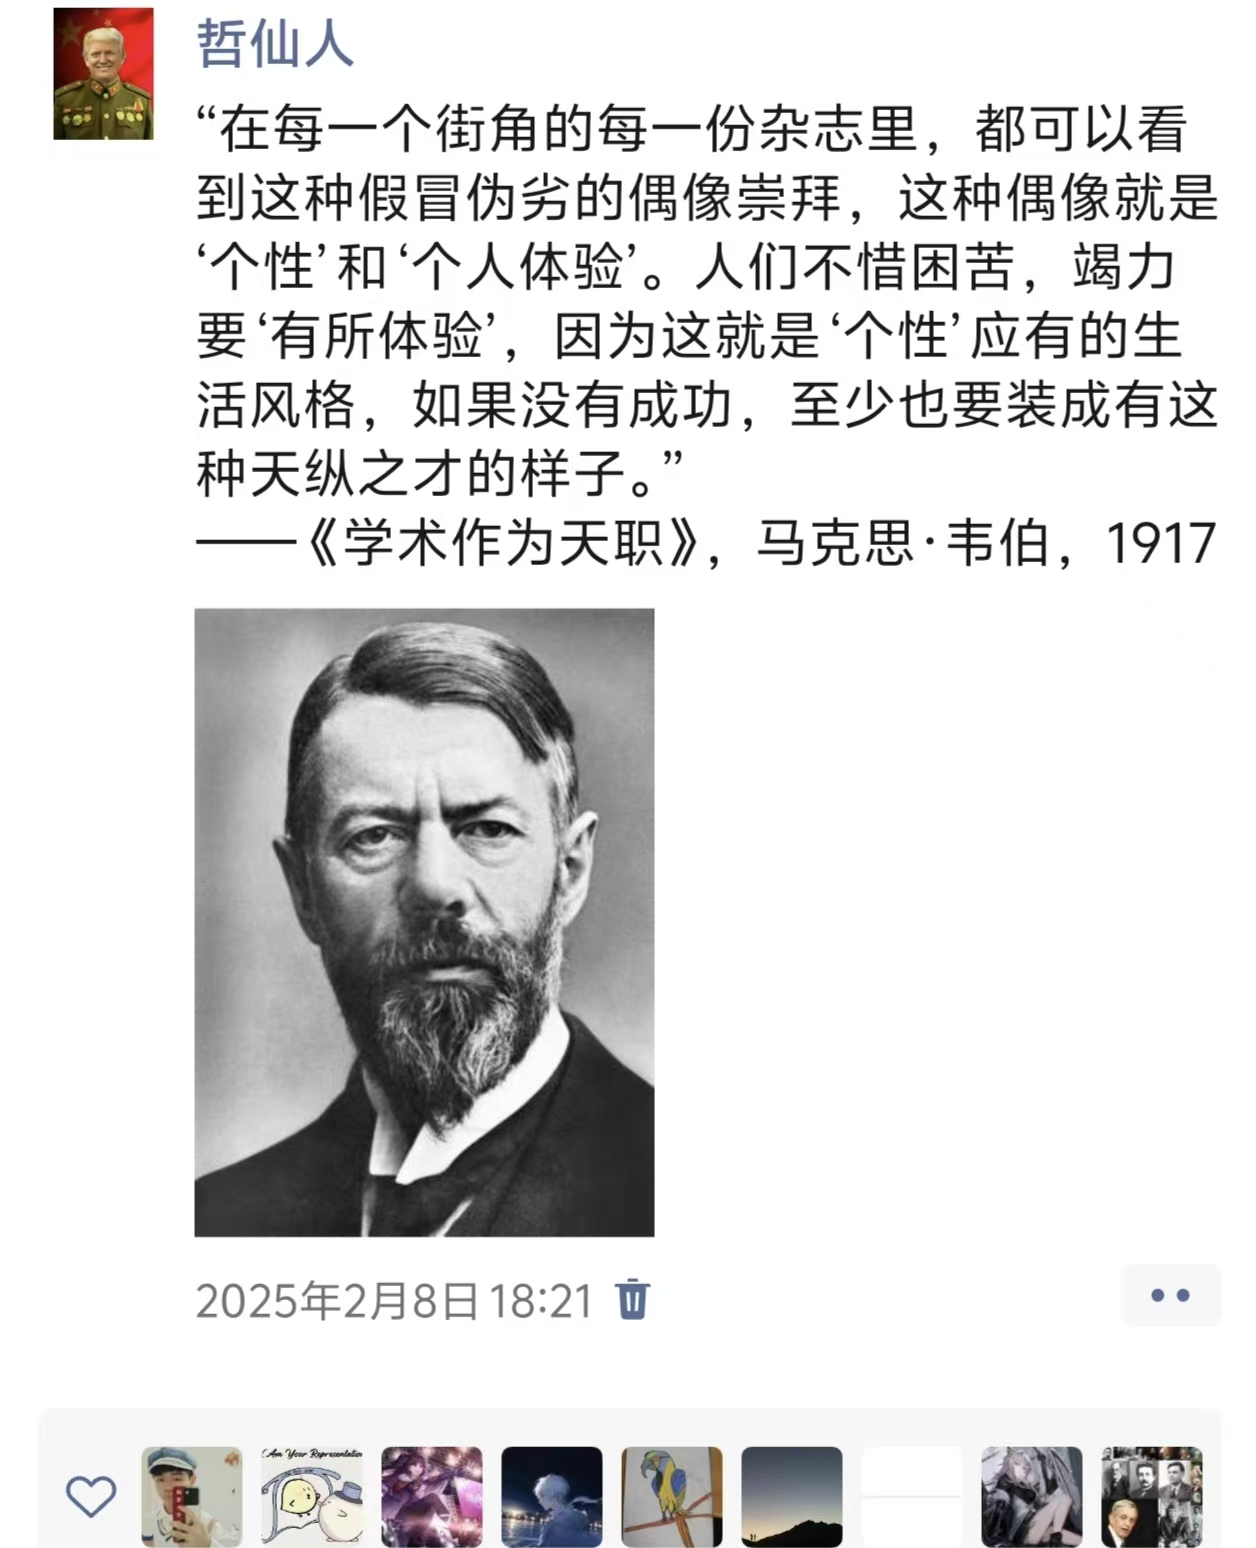 哲仙人
“在每一个街角的每一份杂志里，都可以看
到这种假冒伪劣的偶像崇拜，这种偶像就是
‘个性’和‘个人体验’。人们不惜困苦，竭力
要‘有所体验’，因为这就是‘个性’应有的生
活风格，如果没有成功，至少也要装成有这
种天纵之才的样子。”
——《学术作为天职》，马克思·韦伯，1917
2025年2月8日 18:21
Am Your Representation